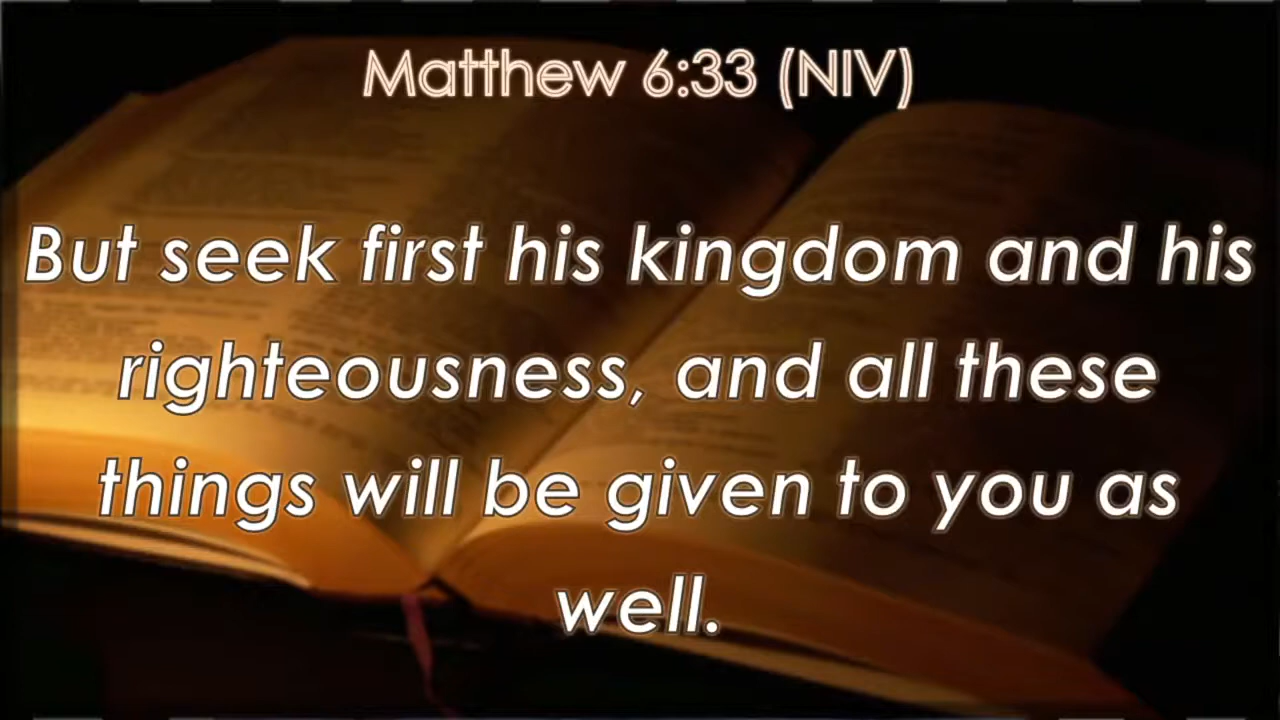 Matthew 6:33 (NIV)
But seek first his kingdom and his
righteousness, and all these
things will be given to you as
well.